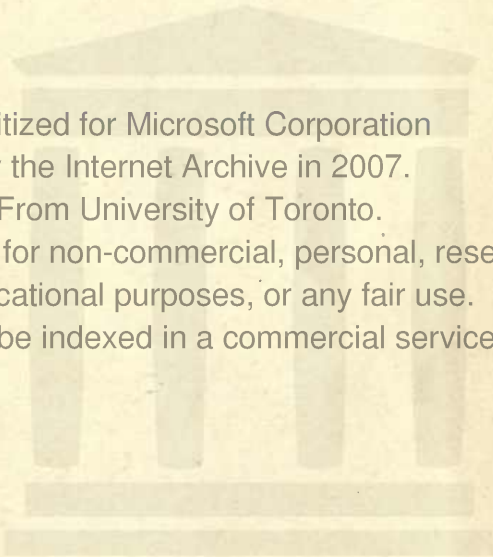 itized for Microsoft Corporation
the Internet Archive in 2007.
From University of Toronto.
for non-commercial, personal, rese
cational purposes, or any fair use.
be indexed in a commercial service